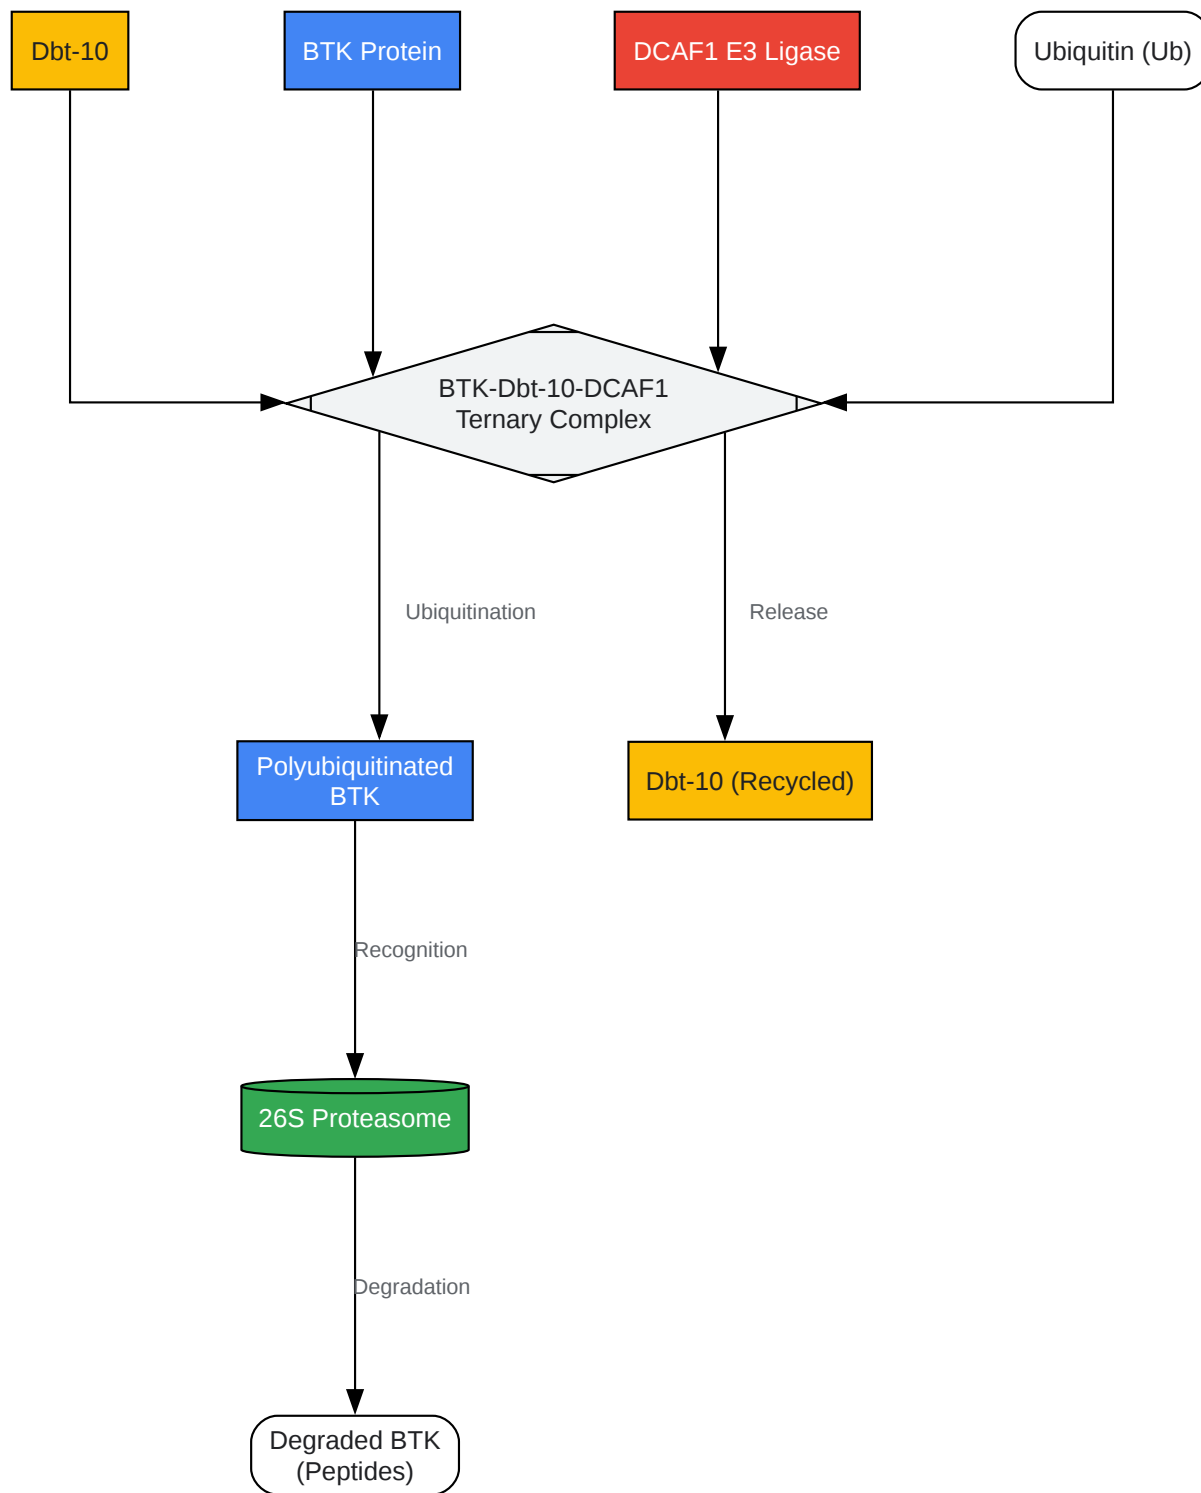 Dbt-10
BTK Protein
DCAF1 E3 Ligase
Ubiquitin (Ub)
BTK-Dbt-10-DCAF1
Ternary Complex
Ubiquitination
Release
Polyubiquitinated
BTK
Dbt-10 (Recycled)
Recognition
26S Proteasome
Degradation
Degraded BTK
(Peptides)